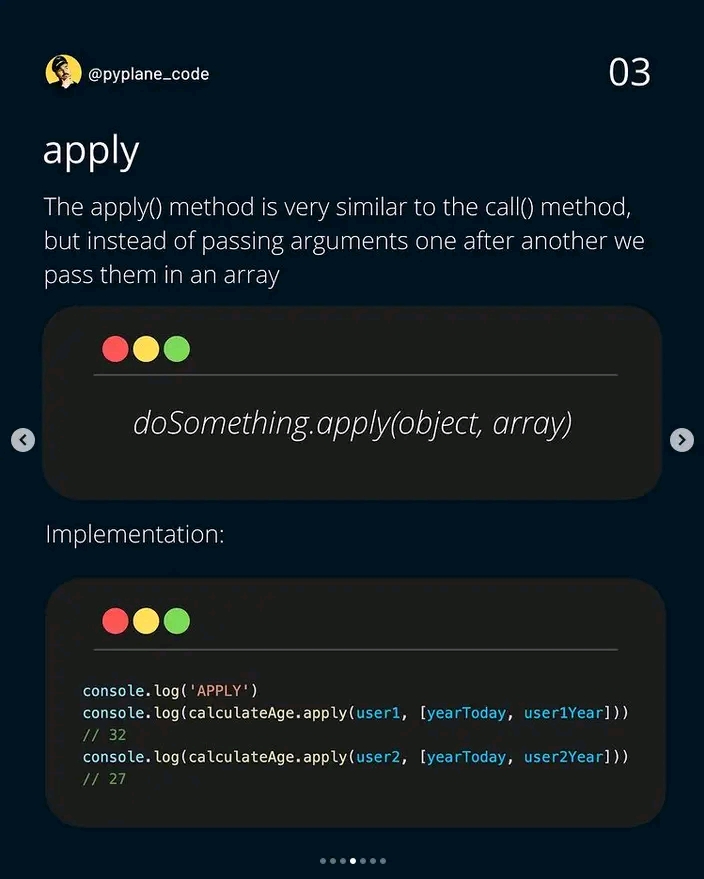 @pyplane_code
03
apply
The apply() method is very similar to the call() method,
but instead of passing arguments one after another we
pass them in an array
doSomething.apply(object, array)
Implementation:
console.log('APPLY')
console.log(calculateAge.apply(user1, [yearToday, user1Year]))
// 32
console.log(calculateAge.apply(user2, [yearToday, user2Year]))
// 27